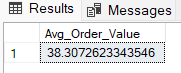 Results Messages
Avg_Order_Value
1 38.3072623343546